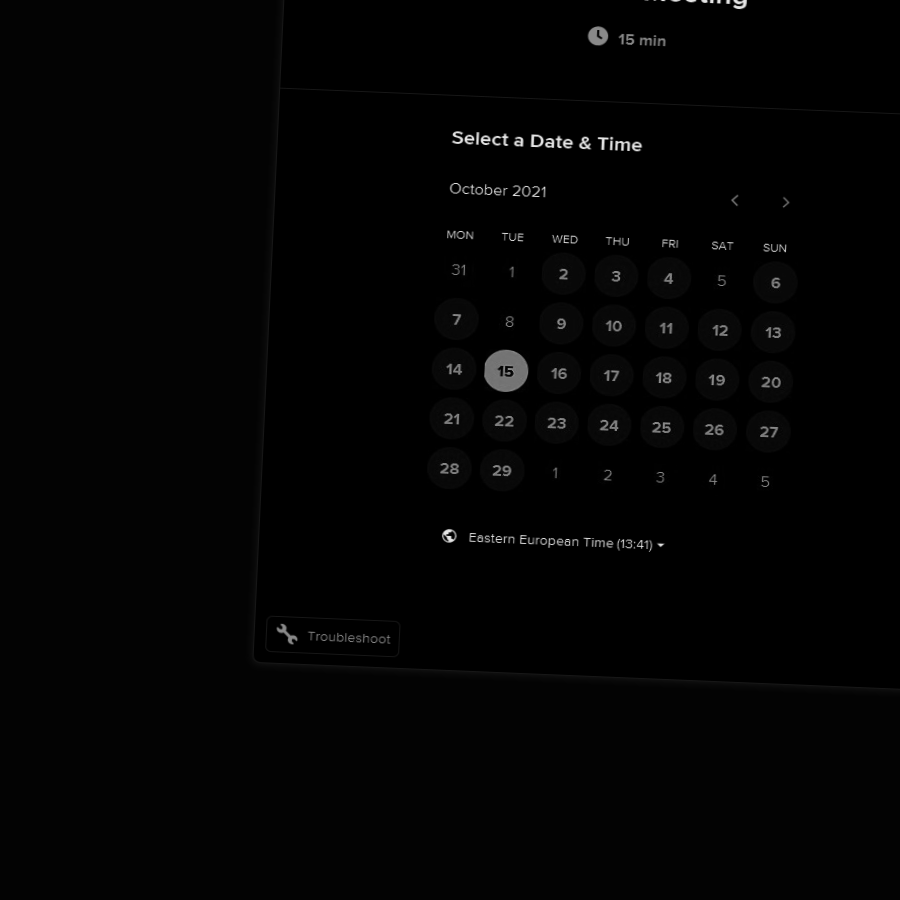 15 min
Select a Date & Time
October 2021
MON TUE WED THU FRI SAT SUN
31 1 2 3 4 5 6
7 8 9 10 11 12 13
14 15 16 17 18 19 20
21 22 23 24 25 26 27
28 29 1 2 3 4 5
Eastern European Time (13:41)
Troubleshoot